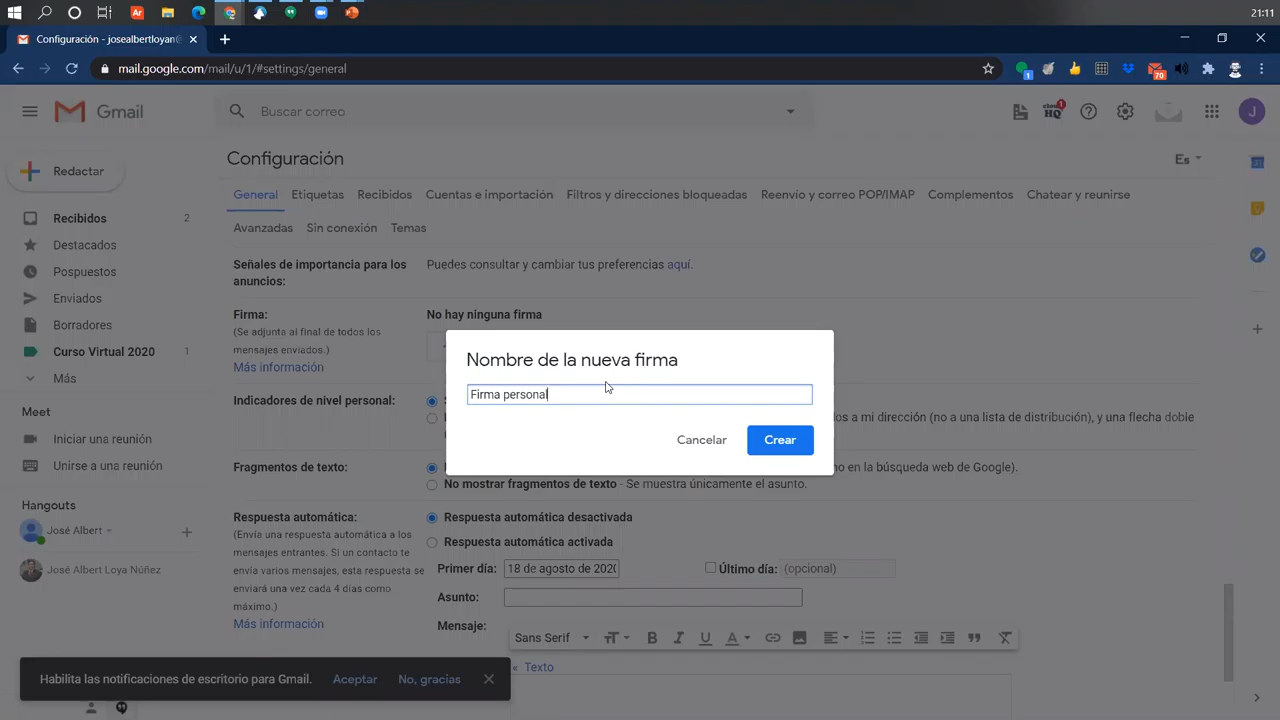 21:11
Configuración - josealbertloyan@
mail.google.com/mail/u/1/#settings/general
1
70
Gmail
Buscar correo
1
J
Redactar
Configuración
Es
General Etiquetas Recibidos Cuentas e importación Filtros y direcciones bloqueadas Reenvío y correo POP/IMAP Complementos Chatear y reunirse
Avanzadas Sin conexión Temas
Recibidos 2
Destacados
Pospuestos
Enviados
Borradores
Curso Virtual 2020 1
Más
Meet
Iniciar una reunión
Unirse a una reunión
Hangouts
José Albert
José Albert Loya Núñez
Señales de importancia para los anuncios:
Puedes consultar y cambiar tus preferencias aquí.
Firma:
(Se adjunta al final de todos los
mensajes enviados.)
Más información
No hay ninguna firma
Nombre de la nueva firma
Firma personal
Cancelar Crear
Indicadores de nivel personal:
os a mi dirección (no a una lista de distribución), y una flecha doble
Fragmentos de texto:
no en la búsqueda web de Google).
No mostrar fragmentos de texto - Se muestra únicamente el asunto.
Respuesta automática:
(Envía una respuesta automática a los
mensajes entrantes. Si un contacto te
envía varios mensajes, esta respuesta se
enviará una vez cada 4 días como
máximo.)
Más información
Respuesta automática desactivada
Respuesta automática activada
Primer día: 18 de agosto de 2020 Último día: (opcional)
Asunto:
Mensaje:
Sans Serif
« Texto
Habilita las notificaciones de escritorio para Gmail. Aceptar No, gracias